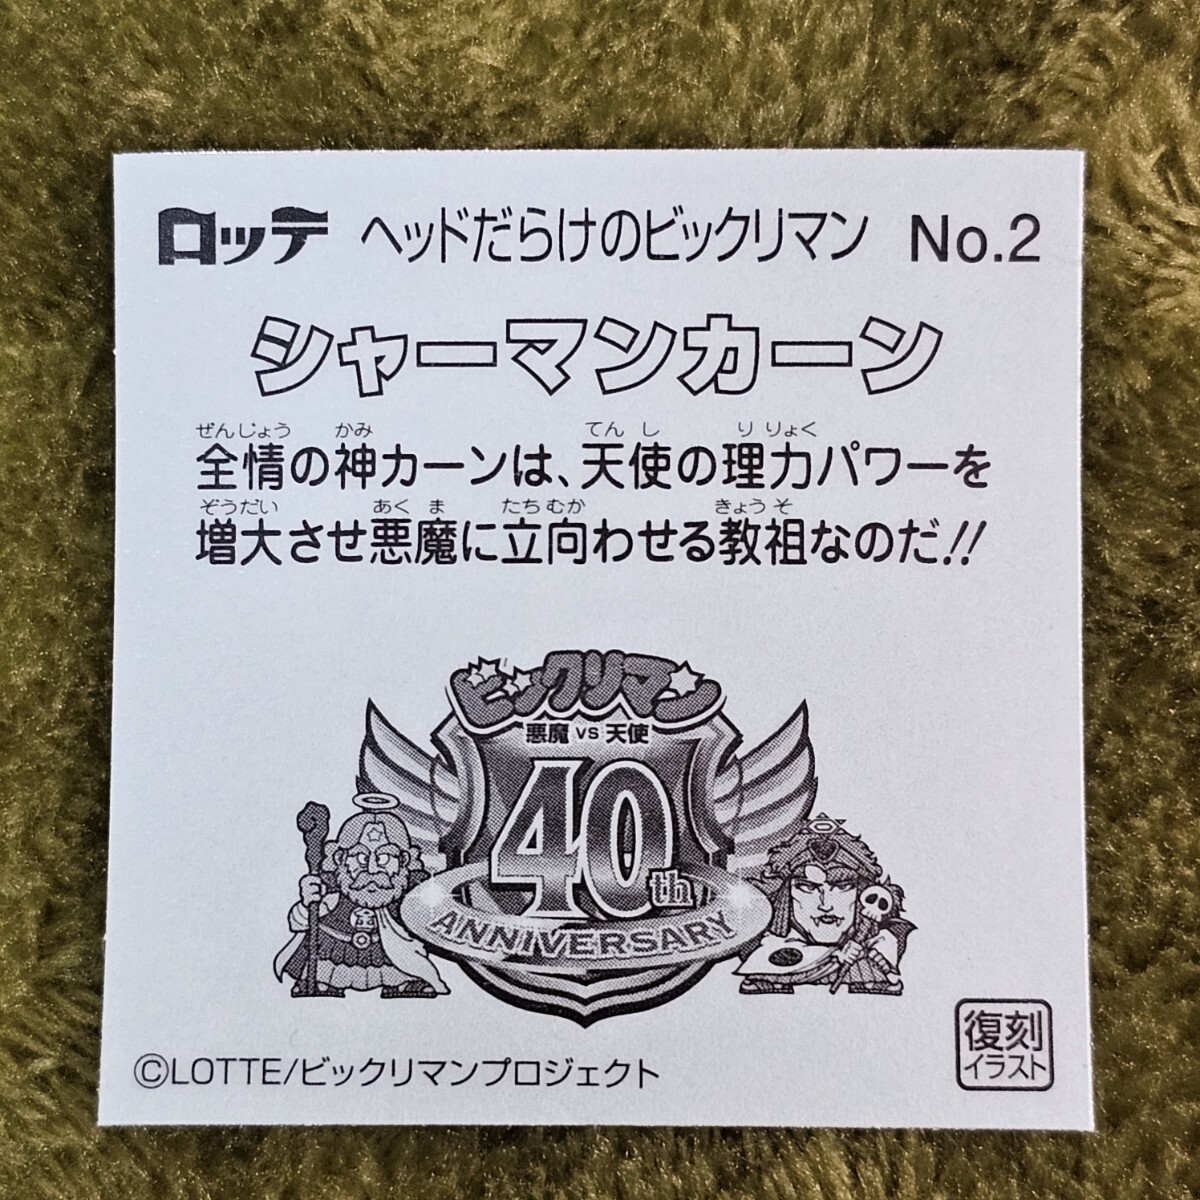 ロッテ ヘッドだらけのビックリマン No.2
シャーマンカーン
ぜんじょう かみ てんし りりょく
全情の神カーンは、天使の理力パワーを
ぞうだい あくま たちむか きょうそ
増大させ悪魔に立向わせる教祖なのだ!!
ビックリマン
悪魔 VS 天使
40th
ANNIVERSARY
©LOTTE/ビックリマンプロジェクト
復刻
イラスト